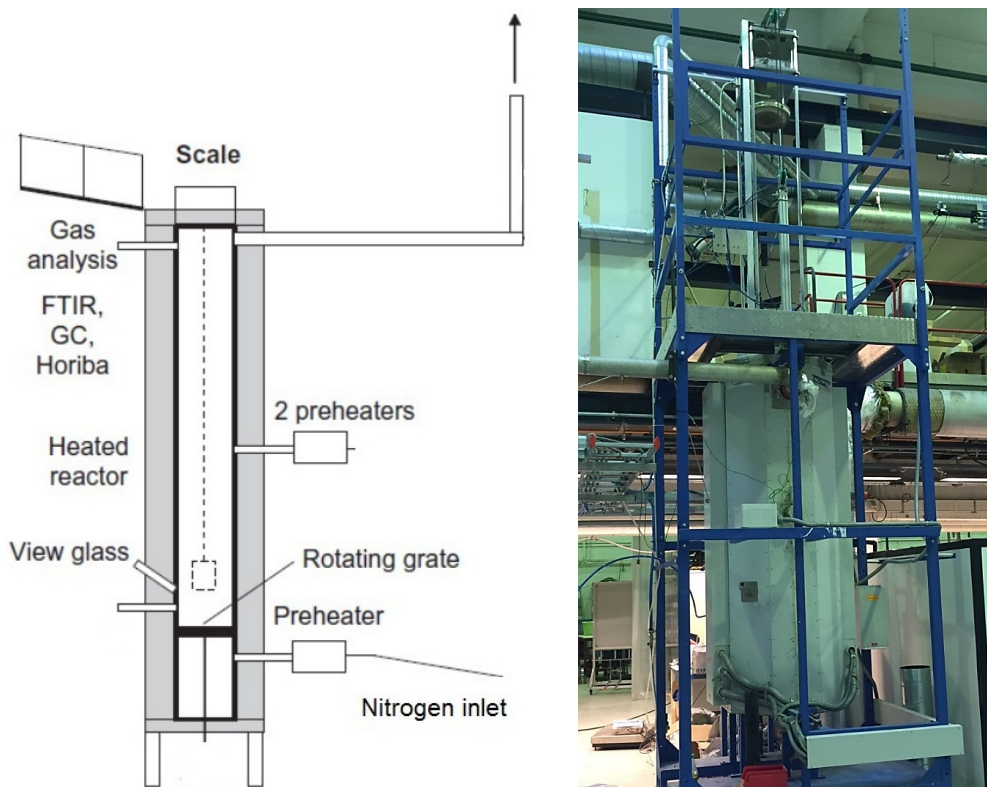 Scale
Gas
analysis
FTIR,
GC,
Horiba
2 preheaters
Heated
reactor
View glass
Rotating grate
Preheater
Nitrogen inlet